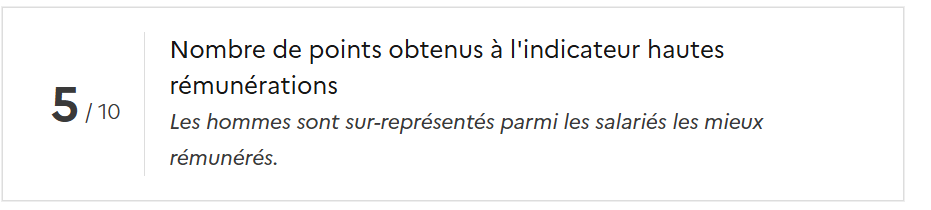 5 / 10
Nombre de points obtenus à l'indicateur hautes
rémunérations
Les hommes sont sur-représentés parmi les salariés les mieux
rémunérés.